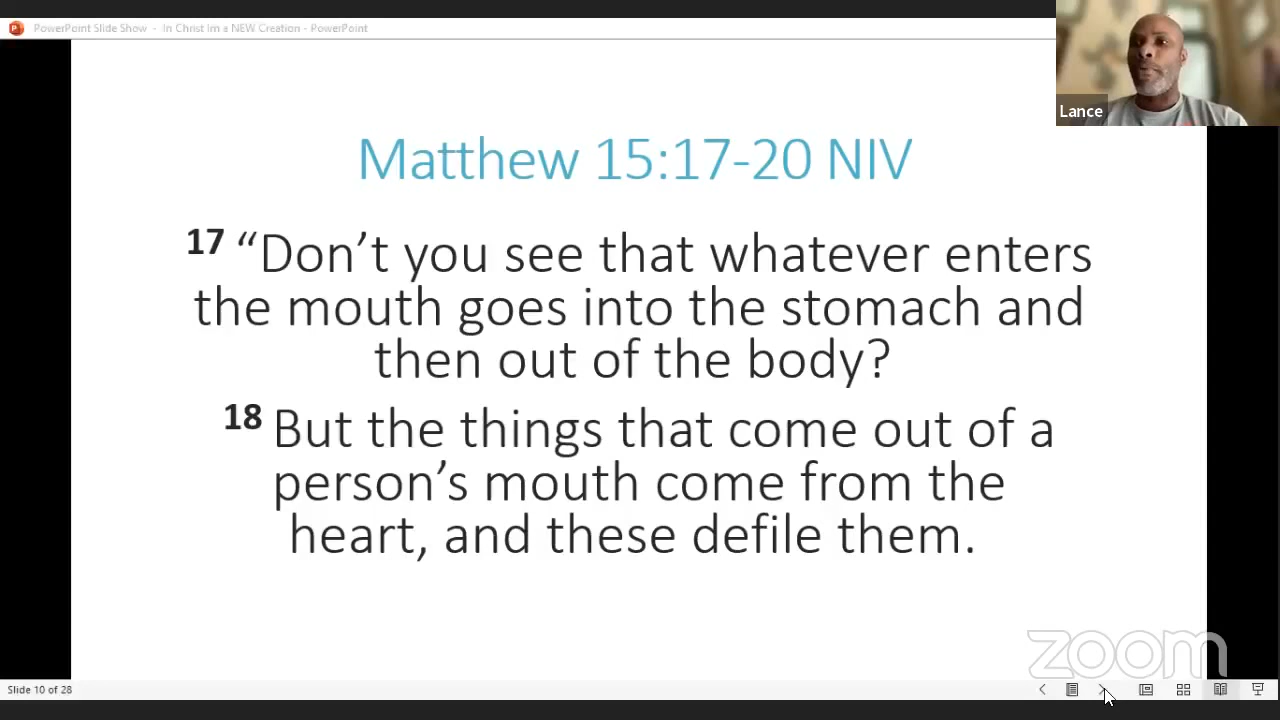 PowerPoint Slide Show - In Christ Im a NEW Creation - PowerPoint
Lance
Matthew 15:17-20 NIV
17 “Don’t you see that whatever enters
the mouth goes into the stomach and
then out of the body?
18 But the things that come out of a
person’s mouth come from the
heart, and these defile them.
zoom
Slide 10 of 28